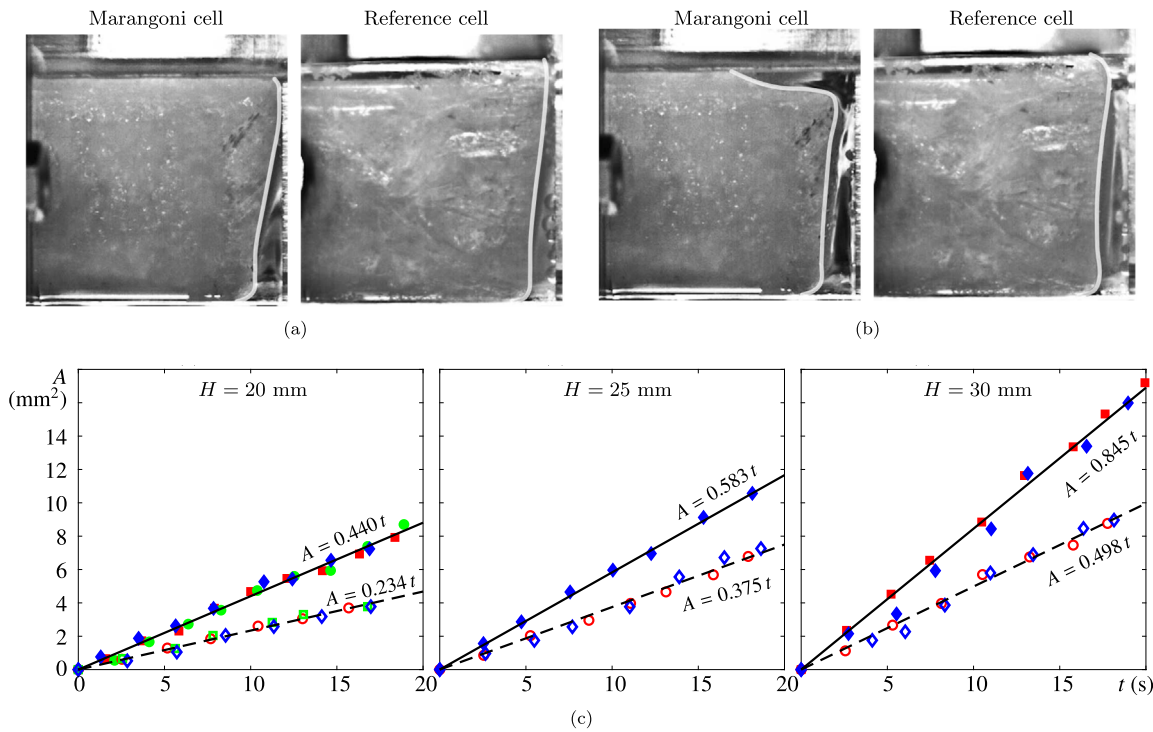 Marangoni cell Reference cell Marangoni cell Reference cell
(a) (b)
A
(mm²)
H = 20 mm H = 25 mm H = 30 mm
14
12
10
8
6
4
2
0
A = 0.440 t
A = 0.234 t
A = 0.583 t
A = 0.375 t
A = 0.845 t
A = 0.498 t
0 5 10 15 20 5 10 15 20 5 10 15 t (s)
(c)